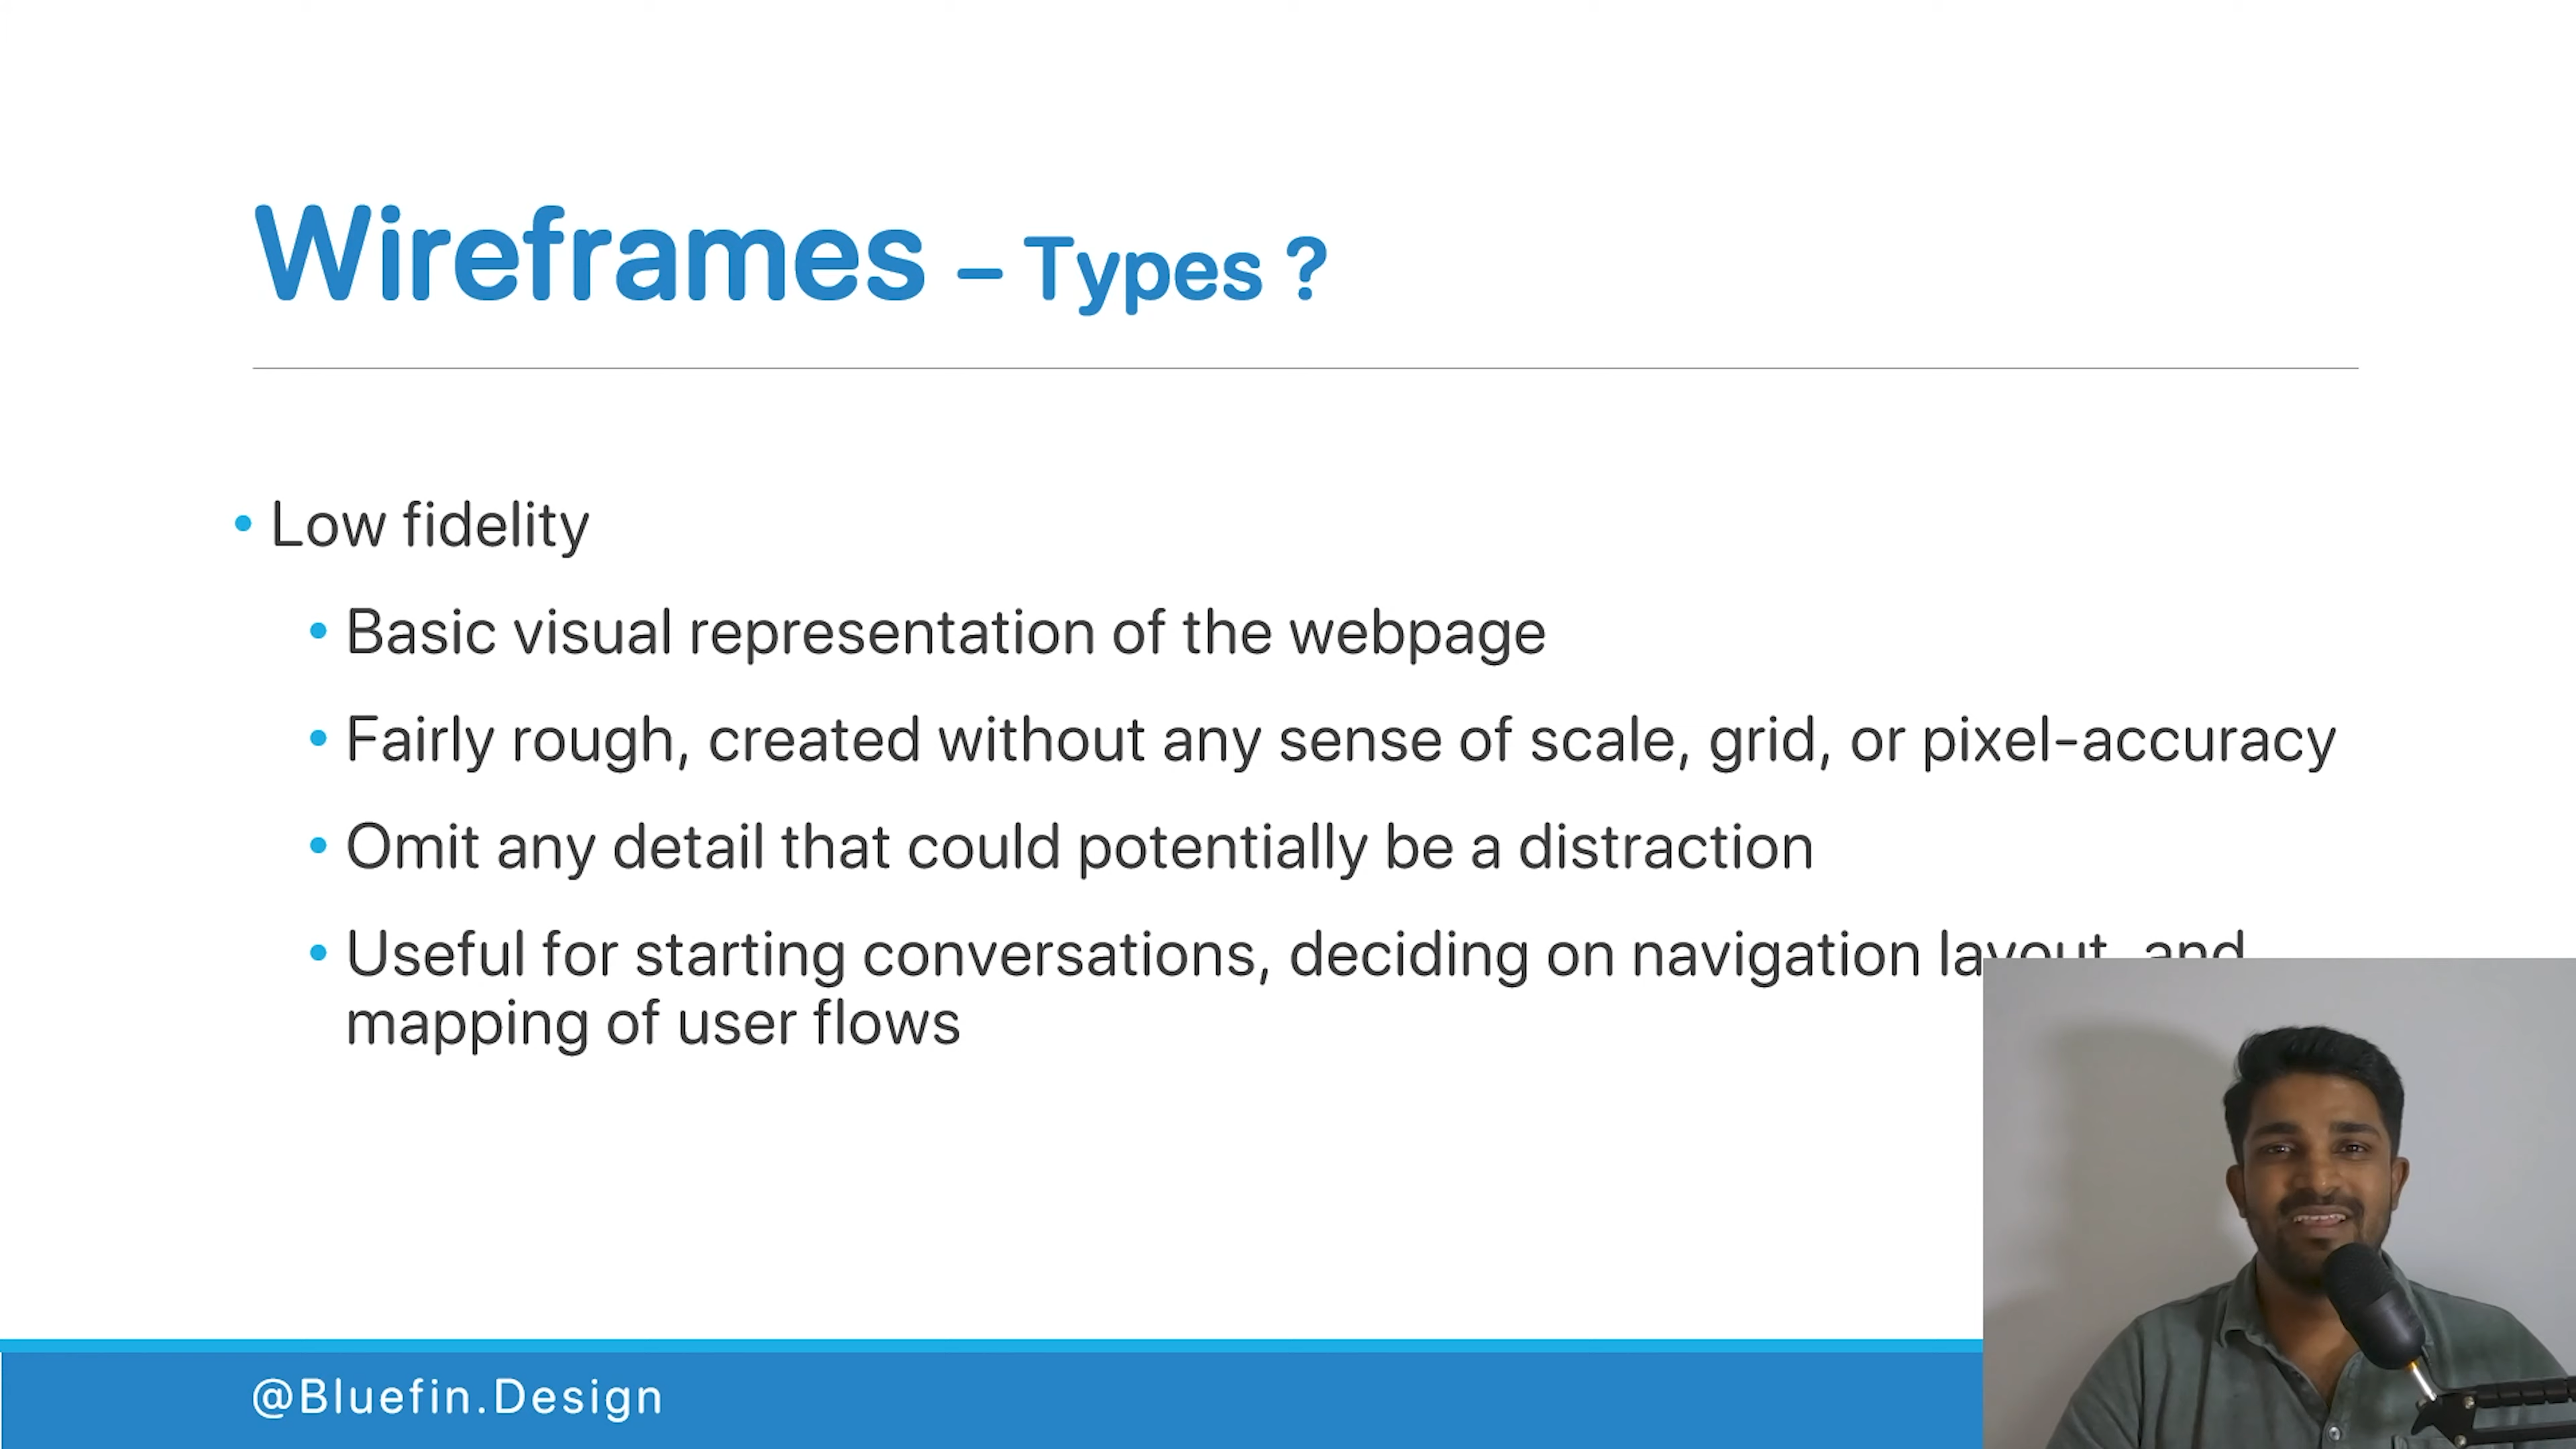 Wireframes – Types ?
• Low fidelity
• Basic visual representation of the webpage
• Fairly rough, created without any sense of scale, grid, or pixel-accuracy
• Omit any detail that could potentially be a distraction
• Useful for starting conversations, deciding on navigation layout, and
mapping of user flows
@Bluefin.Design